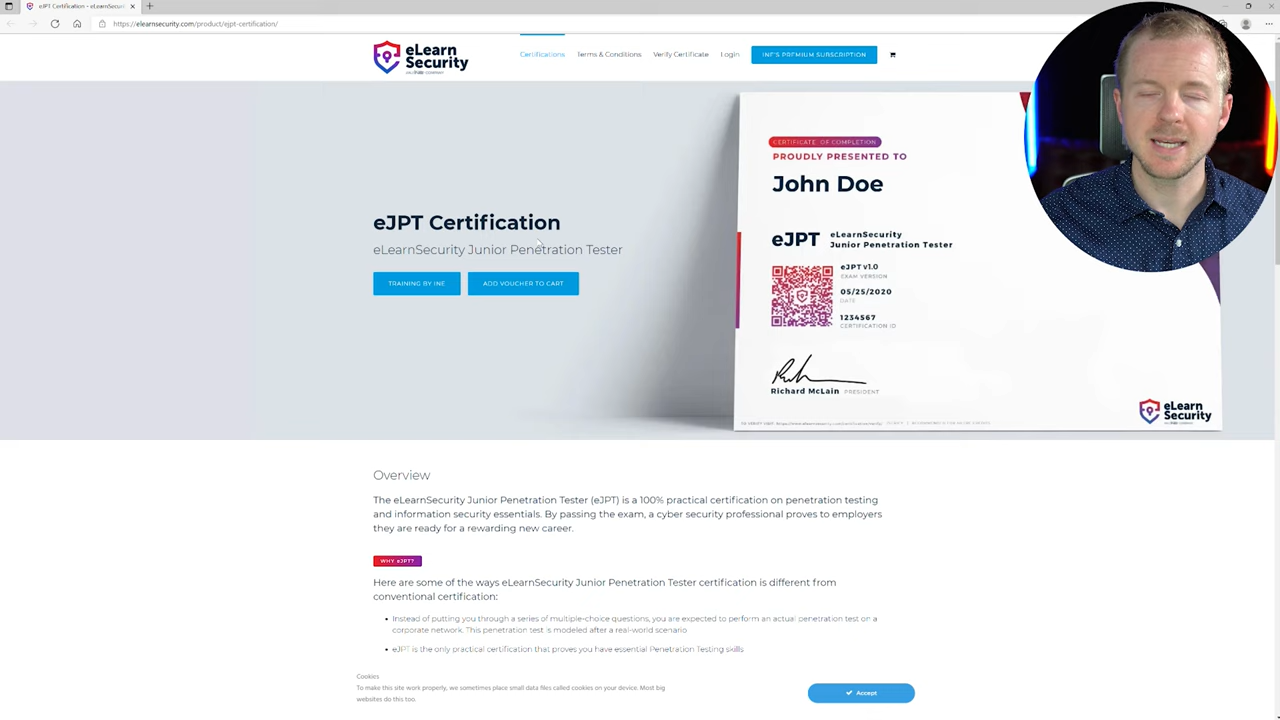 eJPT Certification - eLearnSecu
https://elearnsecurity.com/product/ejpt-certification/
eLearn
Security
Certifications
Terms & Conditions
Verify Certificate
Login
INE'S PREMIUM SUBSCRIPTION
CERTIFICATE OF COMPLETION
PROUDLY PRESENTED TO
John Doe
eJPT
eLearnSecurity
Junior Penetration Tester
eJPT v1.0
EXAM VERSION
05/25/2020
DATE
1234567
CERTIFICATION ID
Richard McLain PRESIDENT
eLearn
Security
eJPT Certification
eLearnSecurity Junior Penetration Tester
TRAINING BY INE
ADD VOUCHER TO CART
Overview
The eLearnSecurity Junior Penetration Tester (eJPT) is a 100% practical certification on penetration testing
and information security essentials. By passing the exam, a cyber security professional proves to employers
they are ready for a rewarding new career.
WHY eJPT?
Here are some of the ways eLearnSecurity Junior Penetration Tester certification is different from
conventional certification:
Instead of putting you through a series of multiple-choice questions, you are expected to perform an actual penetration test on a
corporate network. This penetration test is modeled after a real-world scenario
eJPT is the only practical certification that proves you have essential Penetration Testing skills
Cookies
To make this site work properly, we sometimes place small data files called cookies on your device. Most big
websites do this too.
Accept